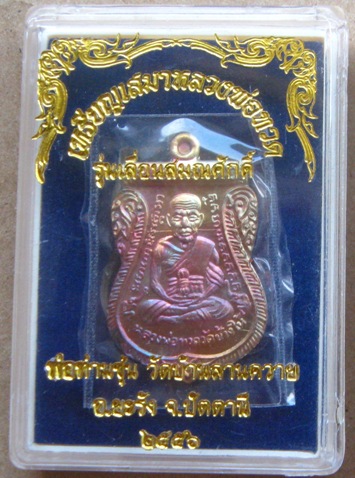 เหรียญเสมาหลวงพ่อทวด
รุ่นเลื่อนสมณศักดิ์
พ่อท่านซุ่น วัดบ้านลานควาย
อ.ยะรัง จ.ปัตตานี
๒๕๕๖